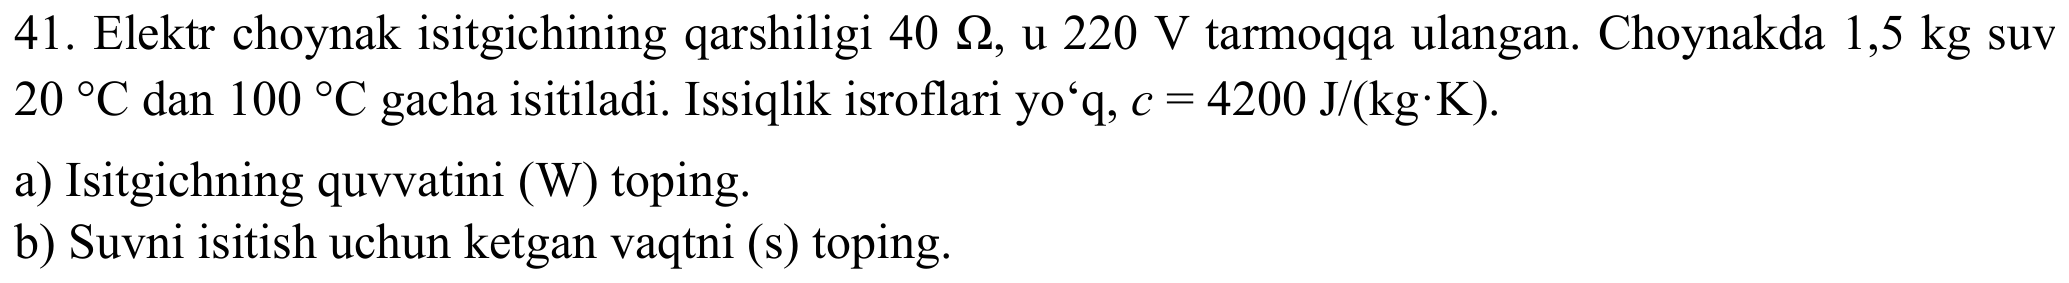 41. Elektr choynak isitgichining qarshiligi 40 Ω, u 220 V tarmoqqa ulangan. Choynakda 1,5 kg suv
20 °C dan 100 °C gacha isitiladi. Issiqlik isroflari yo‘q, c = 4200 J/(kg·K).
a) Isitgichning quvvatini (W) toping.
b) Suvni isitish uchun ketgan vaqtni (s) toping.